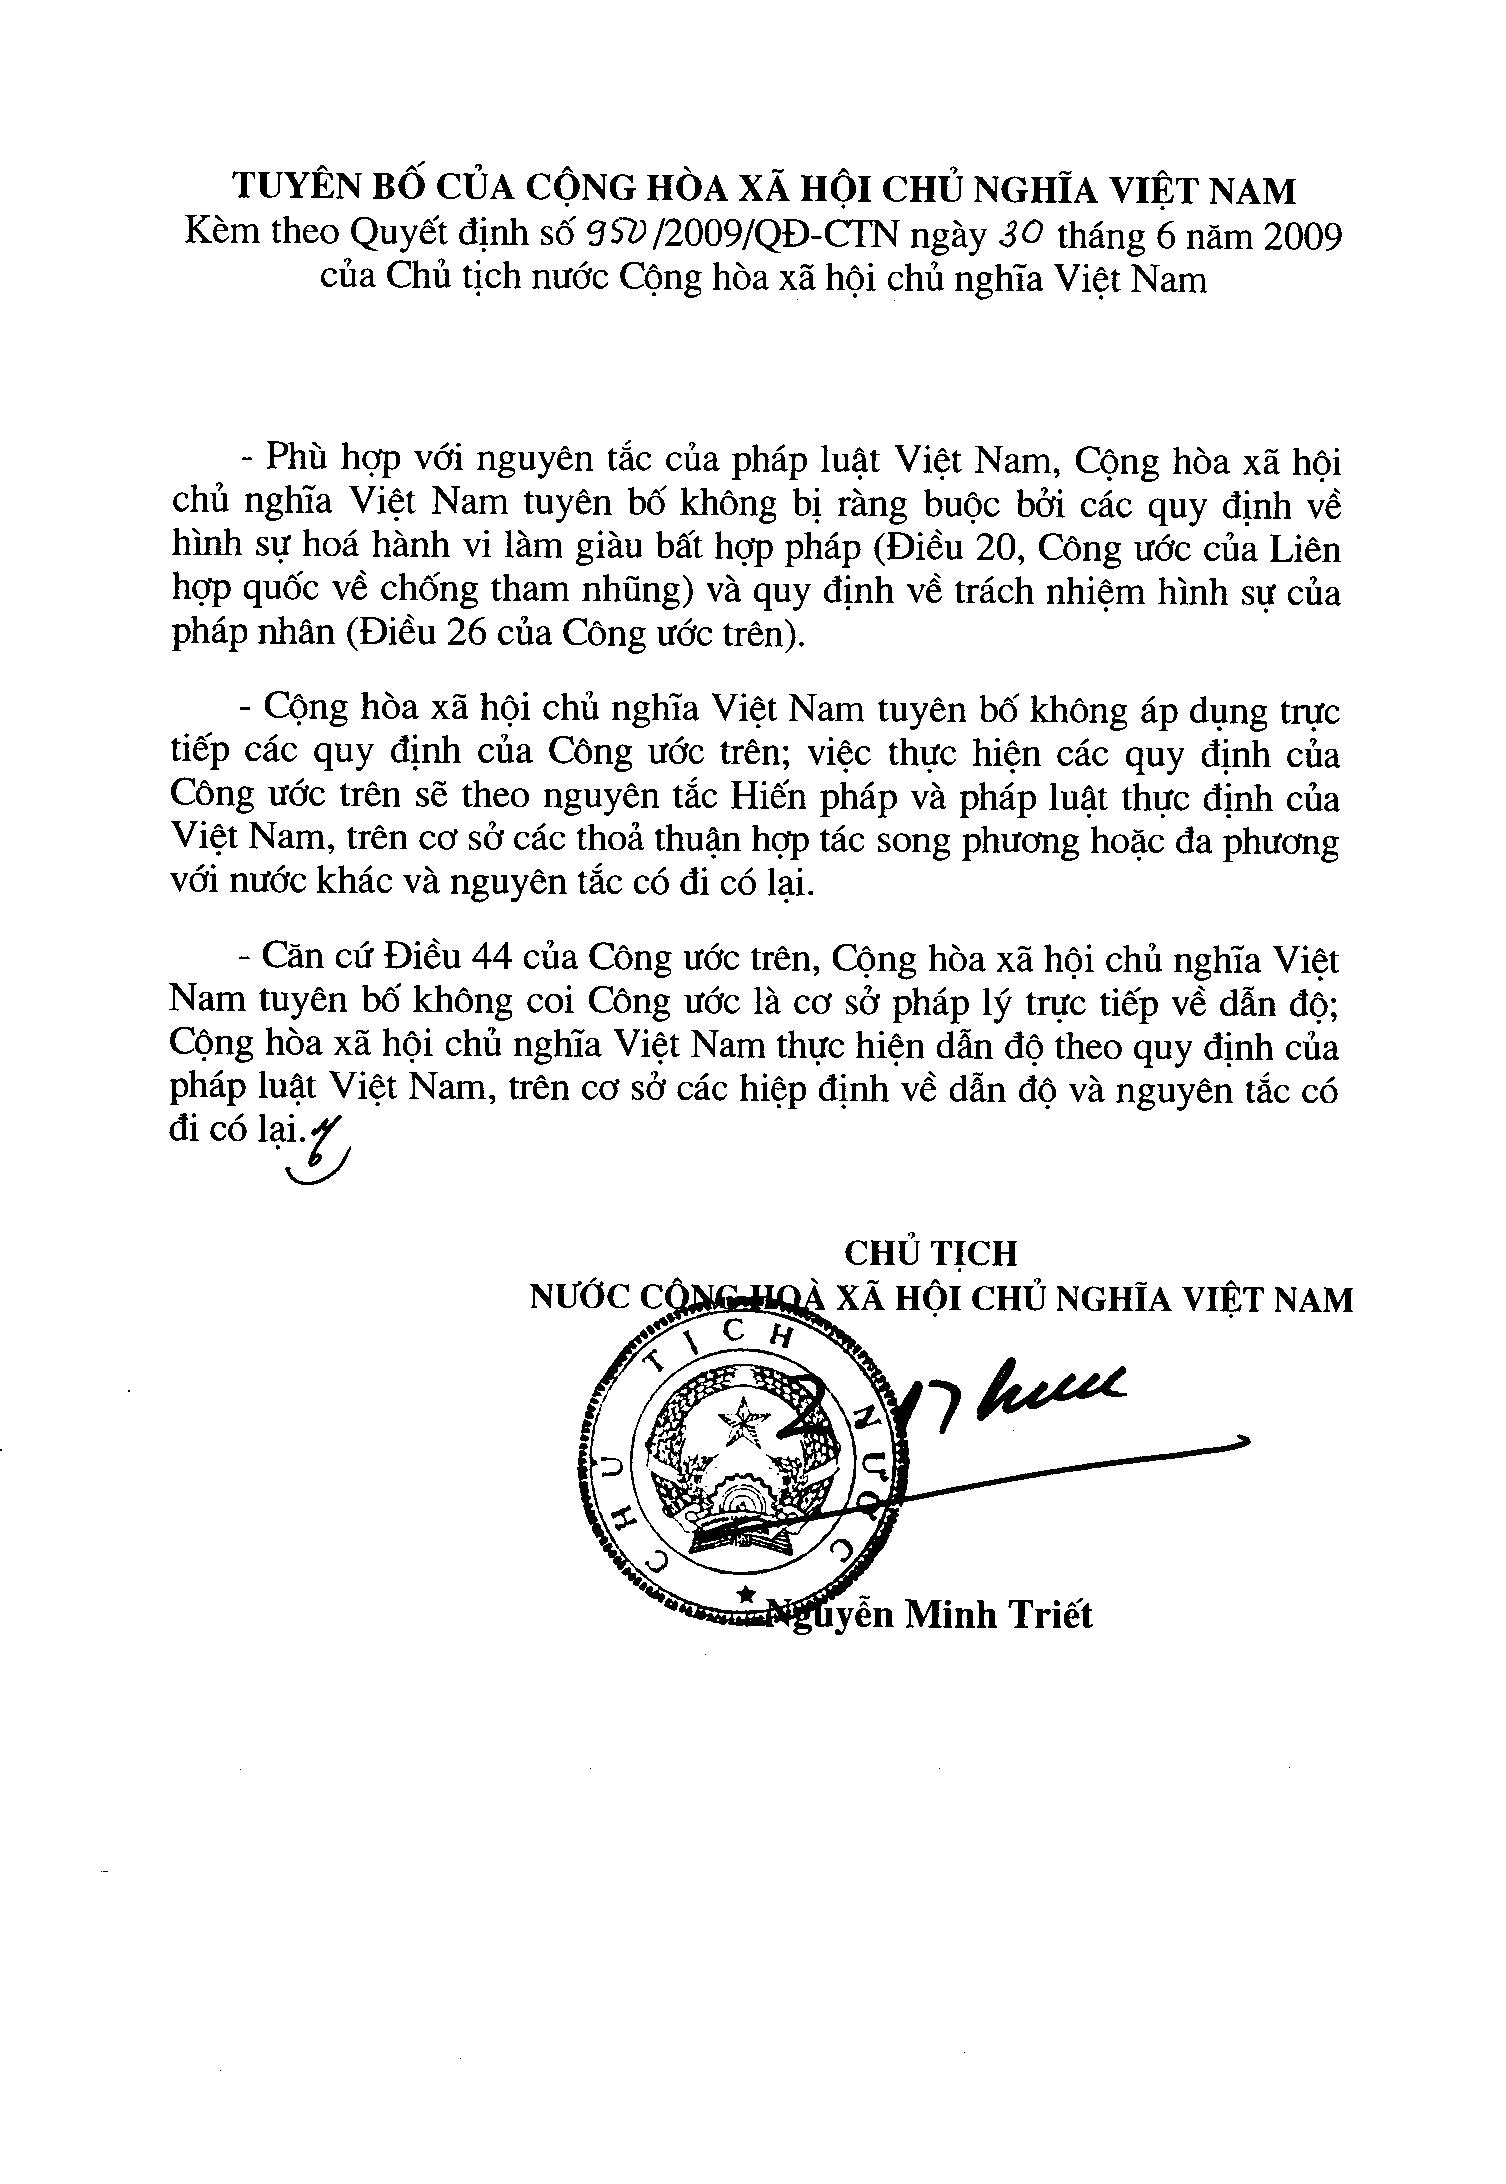 TUYÊN BỐ CỦA CỘNG HÒA XÃ HỘI CHỦ NGHĨA VIỆT NAM
Kèm theo Quyết định số 950/2009/QĐ-CTN ngày 30 tháng 6 năm 2009
của Chủ tịch nước Cộng hòa xã hội chủ nghĩa Việt Nam
- Phù hợp với nguyên tắc của pháp luật Việt Nam, Cộng hòa xã hội
chủ nghĩa Việt Nam tuyên bố không bị ràng buộc bởi các quy định về
hình sự hoá hành vi làm giàu bất hợp pháp (Điều 20, Công ước của Liên
hợp quốc về chống tham nhũng) và quy định về trách nhiệm hình sự của
pháp nhân (Điều 26 của Công ước trên).
- Cộng hòa xã hội chủ nghĩa Việt Nam tuyên bố không áp dụng trực
tiếp các quy định của Công ước trên; việc thực hiện các quy định của
Công ước trên sẽ theo nguyên tắc Hiến pháp và pháp luật thực định của
Việt Nam, trên cơ sở các thoả thuận hợp tác song phương hoặc đa phương
với nước khác và nguyên tắc có đi có lại.
- Căn cứ Điều 44 của Công ước trên, Cộng hòa xã hội chủ nghĩa Việt
Nam tuyên bố không coi Công ước là cơ sở pháp lý trực tiếp về dẫn độ;
Cộng hòa xã hội chủ nghĩa Việt Nam thực hiện dẫn độ theo quy định của
pháp luật Việt Nam, trên cơ sở các hiệp định về dẫn độ và nguyên tắc có
đi có lại.
CHỦ TỊCH
NƯỚC CỘNG HOÀ XÃ HỘI CHỦ NGHĨA VIỆT NAM
CHỦ TỊCH NƯỚC
Nguyễn Minh Triết